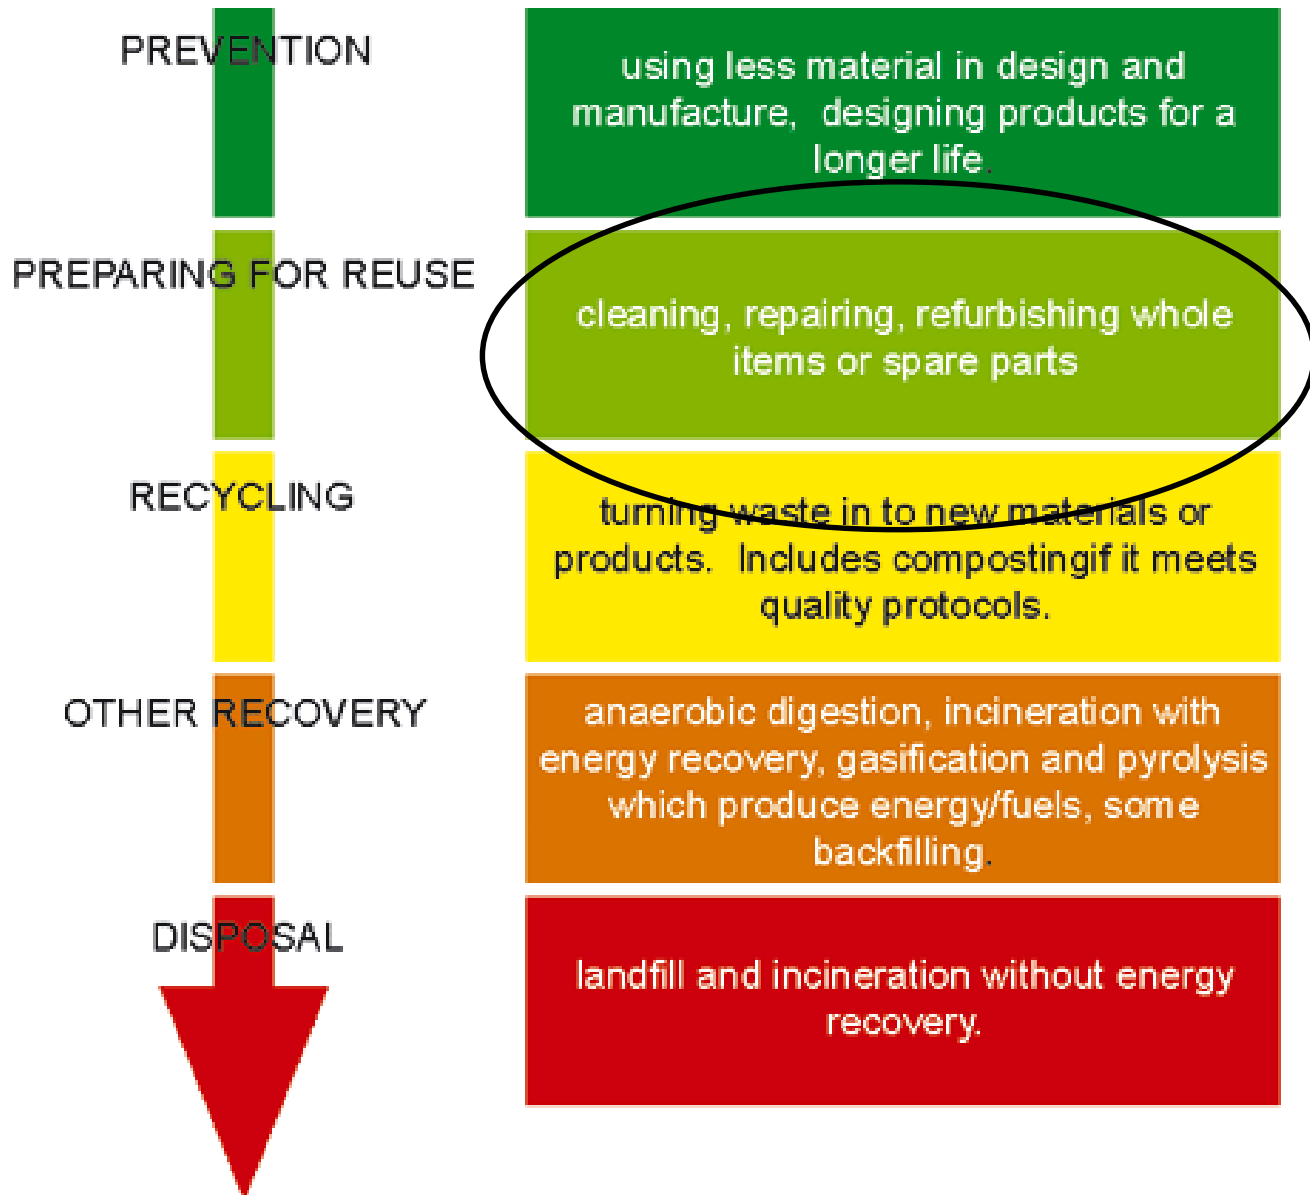 PREVENTION
using less material in design and
manufacture,  designing products for a
longer life.
PREPARING FOR REUSE
cleaning, repairing, refurbishing whole
items or spare parts
RECYCLING
turning waste in to new materials or
products.  Includes compostingif it meets
quality protocols.
OTHER RECOVERY
anaerobic digestion, incineration with
energy recovery, gasification and pyrolysis
which produce energy/fuels, some
backfilling.
DISPOSAL
landfill and incineration without energy
recovery.